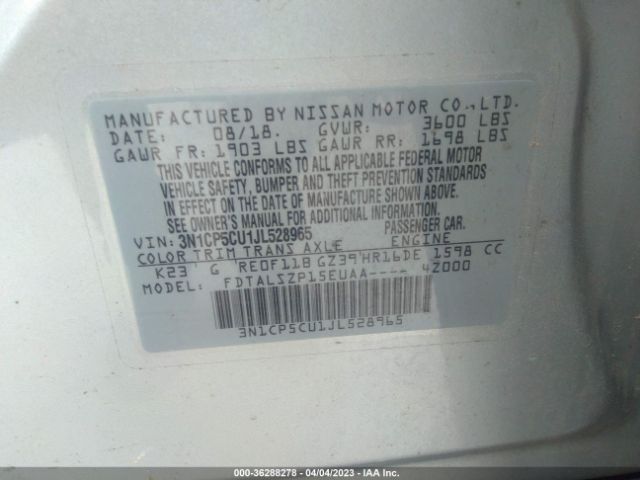 MANUFACTURED BY NISSAN MOTOR CO.,LTD.
DATE: 08/18. GVWR: 3600 LBS
GAWR FR: 1903 LBS GAWR RR: 1698 LBS
THIS VEHICLE CONFORMS TO ALL APPLICABLE FEDERAL MOTOR
VEHICLE SAFETY, BUMPER AND THEFT PREVENTION STANDARDS
IN EFFECT ON THE DATE OF MANUFACTURE SHOWN ABOVE.
SEE OWNER'S MANUAL FOR ADDITIONAL INFORMATION.
VIN: 3N1CP5CU1JL528965 PASSENGER CAR.
COLOR TRIM TRANS AXLE ENGINE
K23 G RE0F11B GZ39 HR16DE 1598 CC
MODEL: FDTALSZP15EUAA---- 42000
3N1CP5CU1JL528965
000-36288278 - 04/04/2023 - IAA Inc.